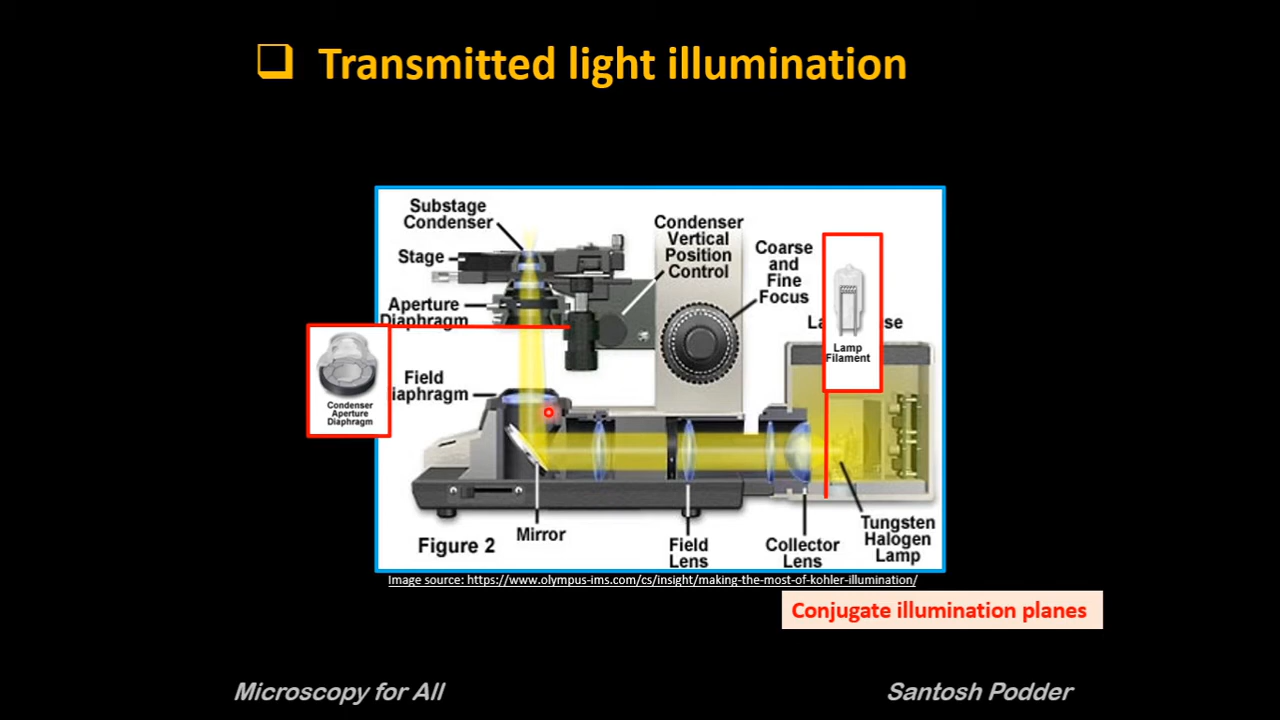 Transmitted light illumination
Substage
Condenser
Stage
Aperture
Diaphragm
Condenser
Vertical
Position
Control
Coarse
and
Fine
Focus
Lamp
Filament
Condenser
Aperture
Diaphragm
Field
Diaphragm
Mirror
Figure 2
Field
Lens
Collector
Lens
Tungsten
Halogen
Lamp
Image source: https://www.olympus-ims.com/cs/insight/making-the-most-of-kohler-illumination/
Conjugate illumination planes
Microscopy for All
Santosh Podder